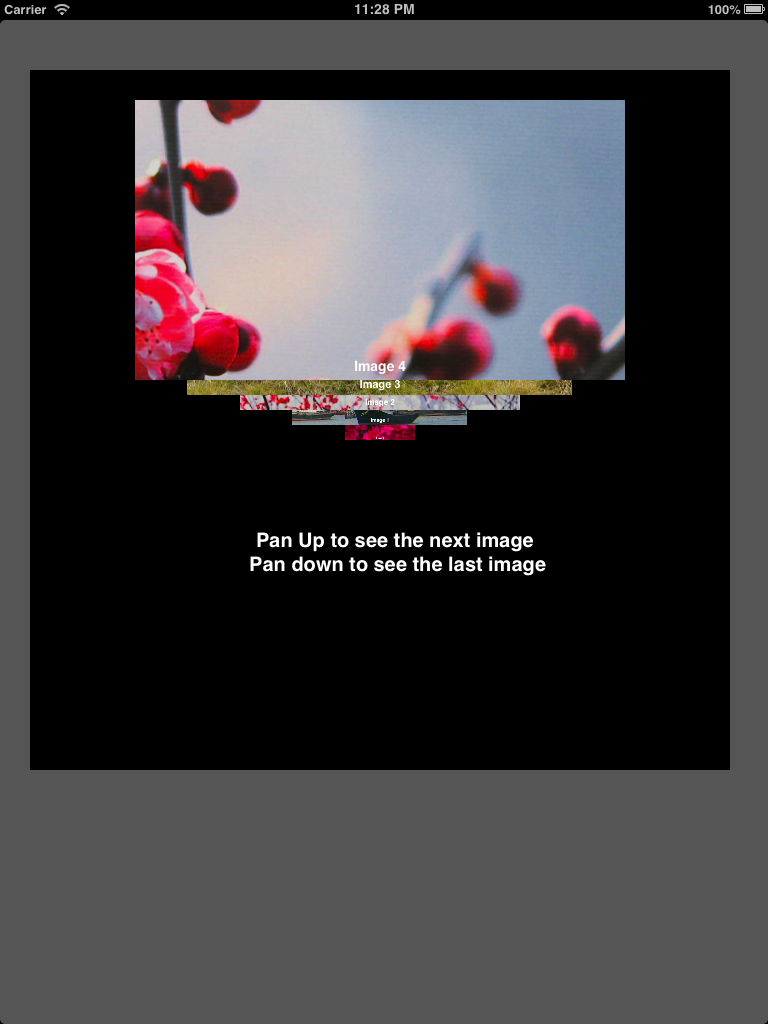 Carrier 11:28 PM 100%
Image 4
Image 3
Image 2
Image 1
Pan Up to see the next image
Pan down to see the last image